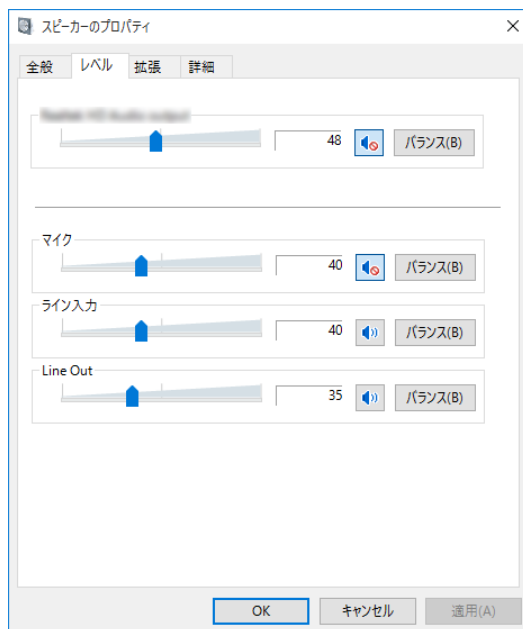 スピーカーのプロパティ
全般 レベル 拡張 詳細
48 バランス(B)
マイク
40 バランス(B)
ライン入力
40 バランス(B)
Line Out
35 バランス(B)
OK キャンセル 適用(A)